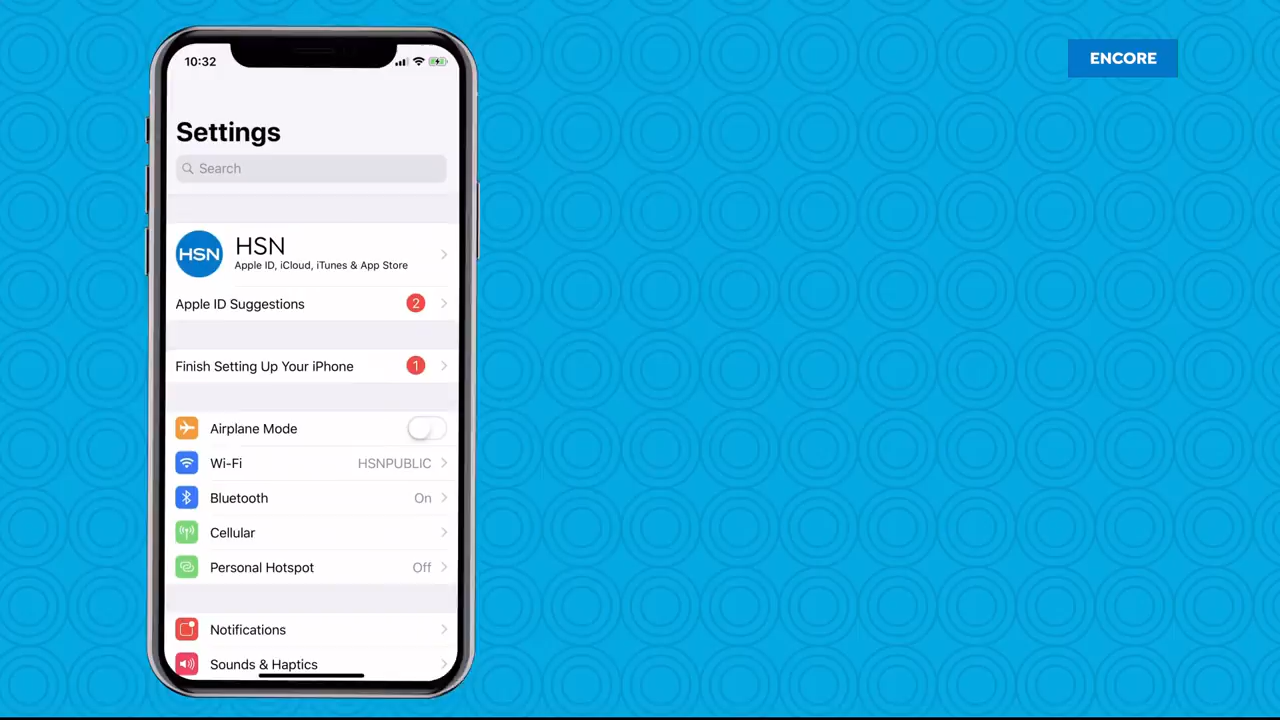 10:32
ENCORE
Settings
Search
HSN
HSN
Apple ID, iCloud, iTunes & App Store
Apple ID Suggestions 2
Finish Setting Up Your iPhone 1
Airplane Mode
Wi-Fi HSNPUBLIC
Bluetooth On
Cellular
Personal Hotspot Off
Notifications
Sounds & Haptics